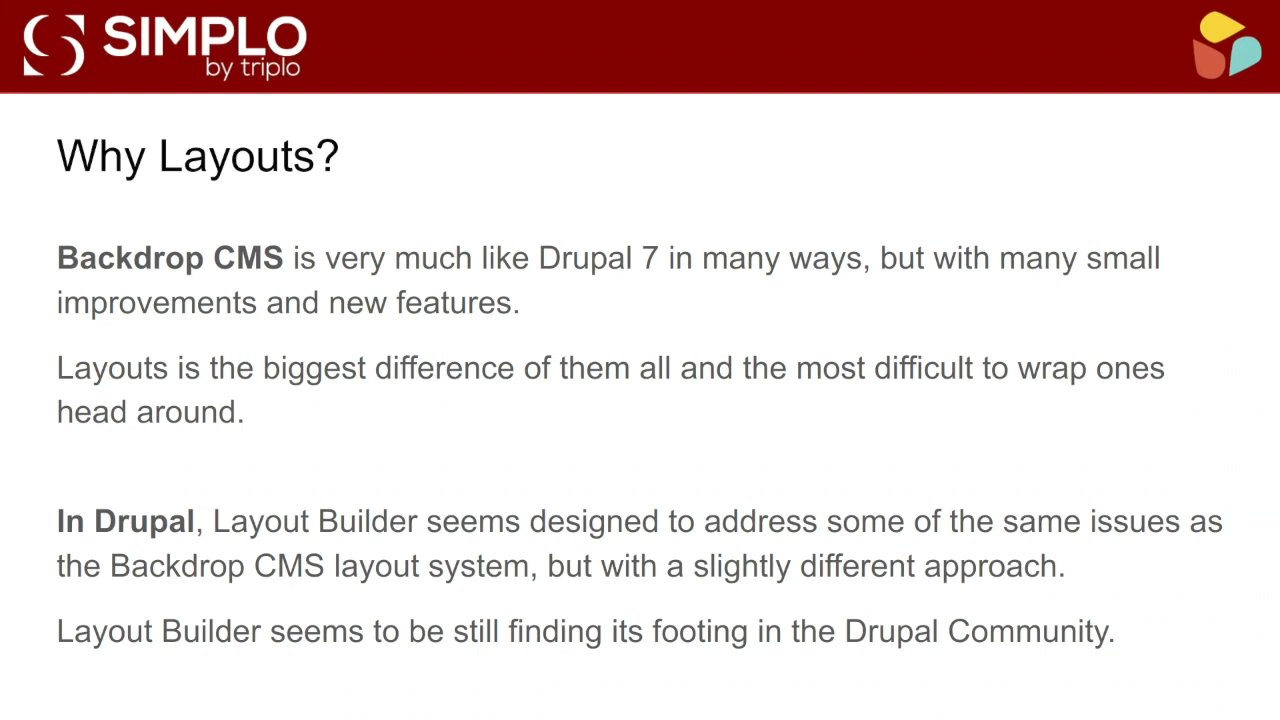 SIMPLO
by triplo
Why Layouts?
Backdrop CMS is very much like Drupal 7 in many ways, but with many small
improvements and new features.
Layouts is the biggest difference of them all and the most difficult to wrap ones
head around.
In Drupal, Layout Builder seems designed to address some of the same issues as
the Backdrop CMS layout system, but with a slightly different approach.
Layout Builder seems to be still finding its footing in the Drupal Community.